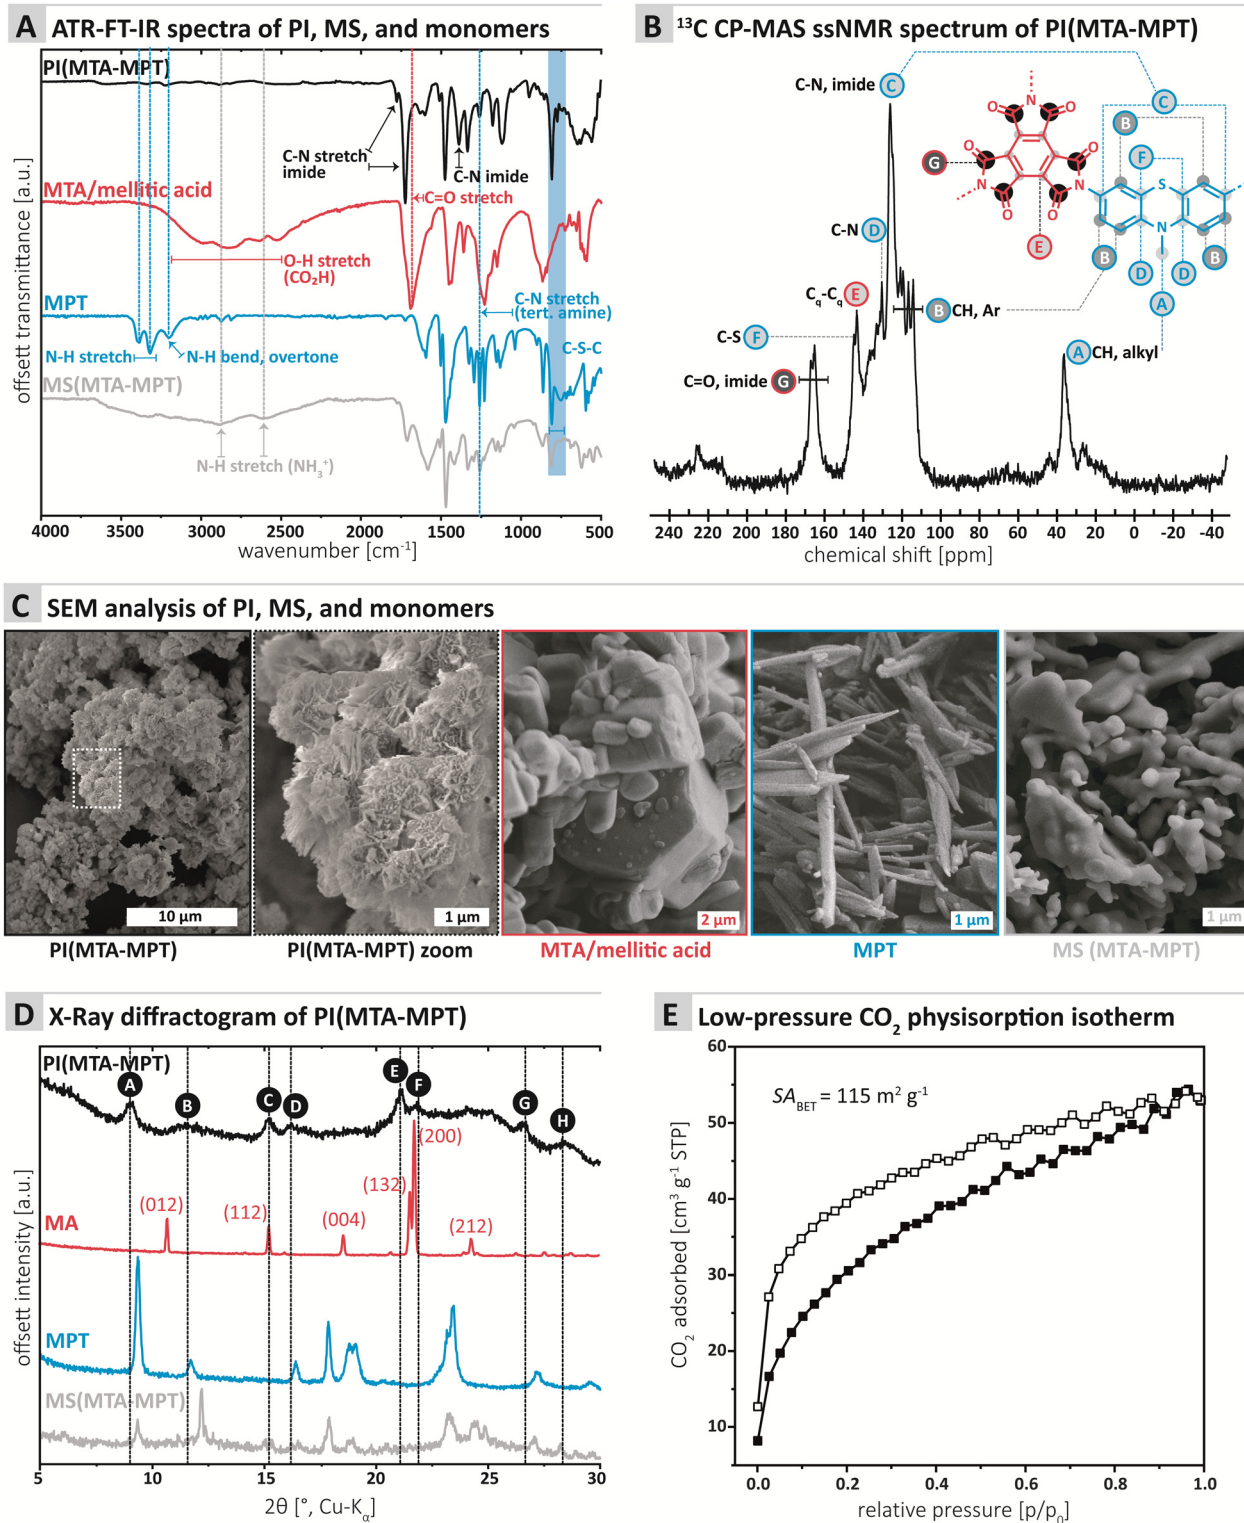 A ATR-FT-IR spectra of PI, MS, and monomers
PI(MTA-MPT)
C-N stretch
imide
C-N imide
MTA/mellitic acid
C=O stretch
O-H stretch
(CO₂H)
MPT
C-N stretch
(tert. amine)
N-H stretch
N-H bend, overtone
C-S-C
MS(MTA-MPT)
N-H stretch (NH₃⁺)
offsett transmittance [a.u.]
4000 3500 3000 2500 2000 1500 1000 500
wavenumber [cm⁻¹]
B ¹³C CP-MAS ssNMR spectrum of PI(MTA-MPT)
C-N, imide C
C
B
F
G
C-N D
E
B
B
D
D
A
C_q-C_q E
B CH, Ar
C-S F
A CH, alkyl
C=O, imide G
O
N
O
O
O
N
N
O
O
S
N
240 220 200 180 160 140 120 100 80 60 40 20 0 -20 -40
chemical shift [ppm]
C SEM analysis of PI, MS, and monomers
10 µm
1 µm
2 µm
1 µm
1 µm
PI(MTA-MPT)
PI(MTA-MPT) zoom
MTA/mellitic acid
MPT
MS (MTA-MPT)
D X-Ray diffractogram of PI(MTA-MPT)
PI(MTA-MPT)
A
B
C
D
E
F
G
H
MA
(012)
(112)
(004)
(132)
(200)
(212)
MPT
MS(MTA-MPT)
offsett intensity [a.u.]
5 10 15 20 25 30
2θ [°, Cu-Kα]
E Low-pressure CO₂ physisorption isotherm
SA_BET = 115 m² g⁻¹
CO₂ adsorbed [cm³ g⁻¹ STP]
60
50
40
30
20
10
0.0 0.2 0.4 0.6 0.8 1.0
relative pressure [p/p₀]